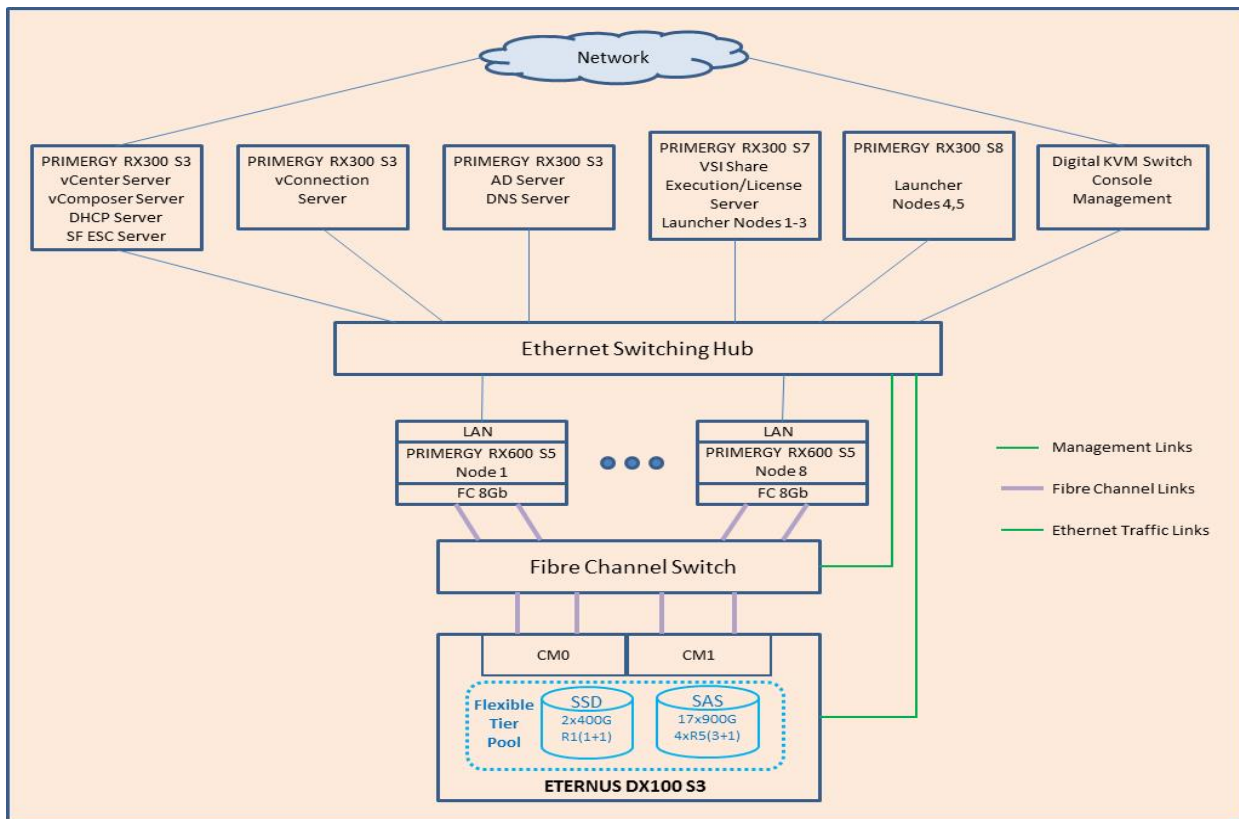 Network
PRIMERGY RX300 S3
vCenter Server
vComposer Server
DHCP Server
SF ESC Server
PRIMERGY RX300 S3
vConnection
Server
PRIMERGY RX300 S3
AD Server
DNS Server
PRIMERGY RX300 S7
VSI Share
Execution/License
Server
Launcher Nodes 1-3
PRIMERGY RX300 S8
Launcher
Nodes 4,5
Digital KVM Switch
Console
Management
Ethernet Switching Hub
LAN
PRIMERGY RX600 S5
Node 1
FC 8Gb
LAN
PRIMERGY RX600 S5
Node 8
FC 8Gb
Management Links
Fibre Channel Links
Ethernet Traffic Links
Fibre Channel Switch
CM0
CM1
Flexible
Tier
Pool
SSD
2x400G
R1(1+1)
SAS
17x900G
4xR5(3+1)
ETERNUS DX100 S3